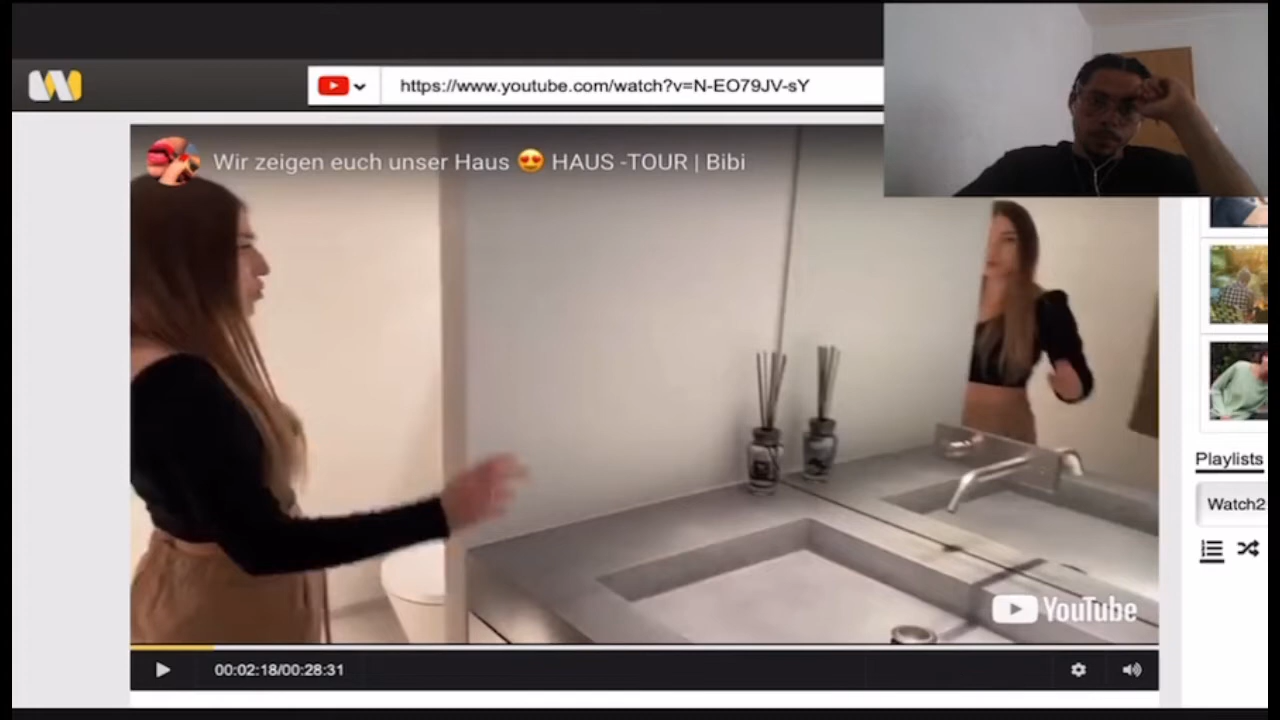 https://www.youtube.com/watch?v=N-EO79JV-sY
Wir zeigen euch unser Haus 😍 HAUS -TOUR | Bibi
Playlists
Watch2
YouTube
00:02:18/00:28:31